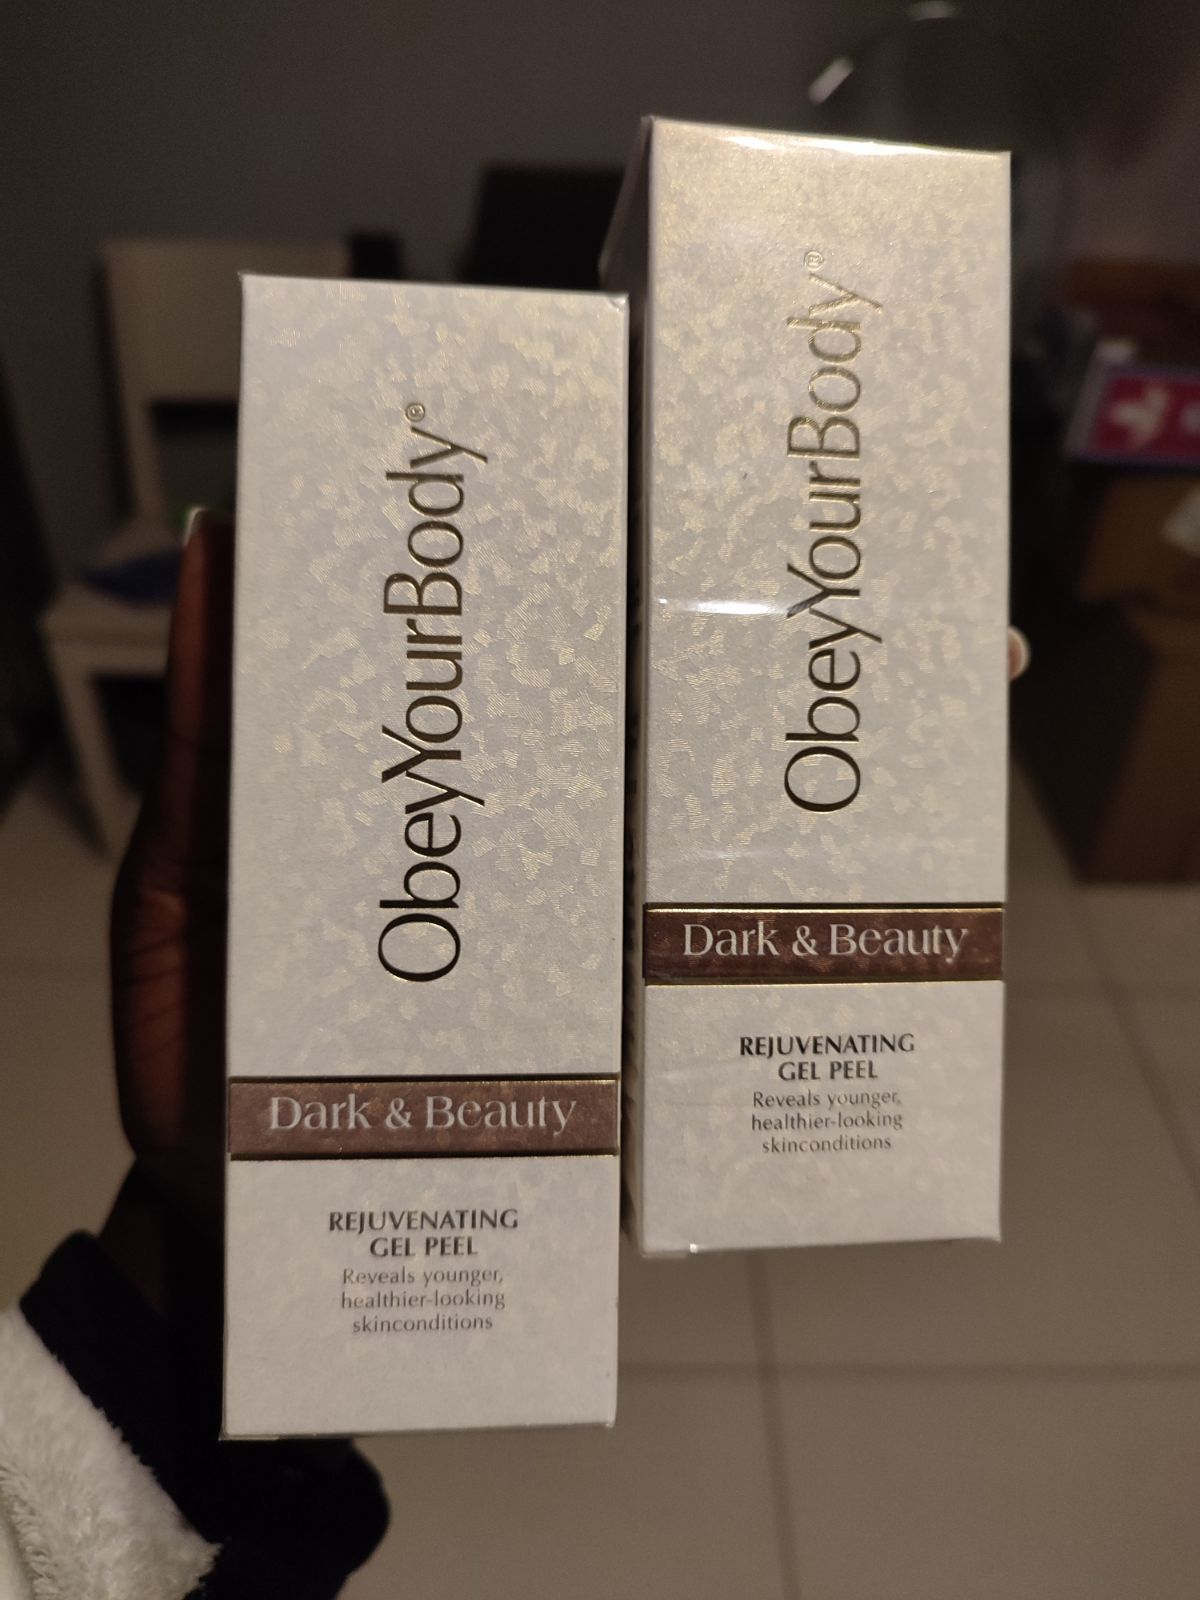 ObeyYourBody®
Dark & Beauty
REJUVENATING
GEL PEEL
Reveals younger,
healthier-looking
skinconditions
ObeyYourBody®
Dark & Beauty
REJUVENATING
GEL PEEL
Reveals younger,
healthier-looking
skinconditions